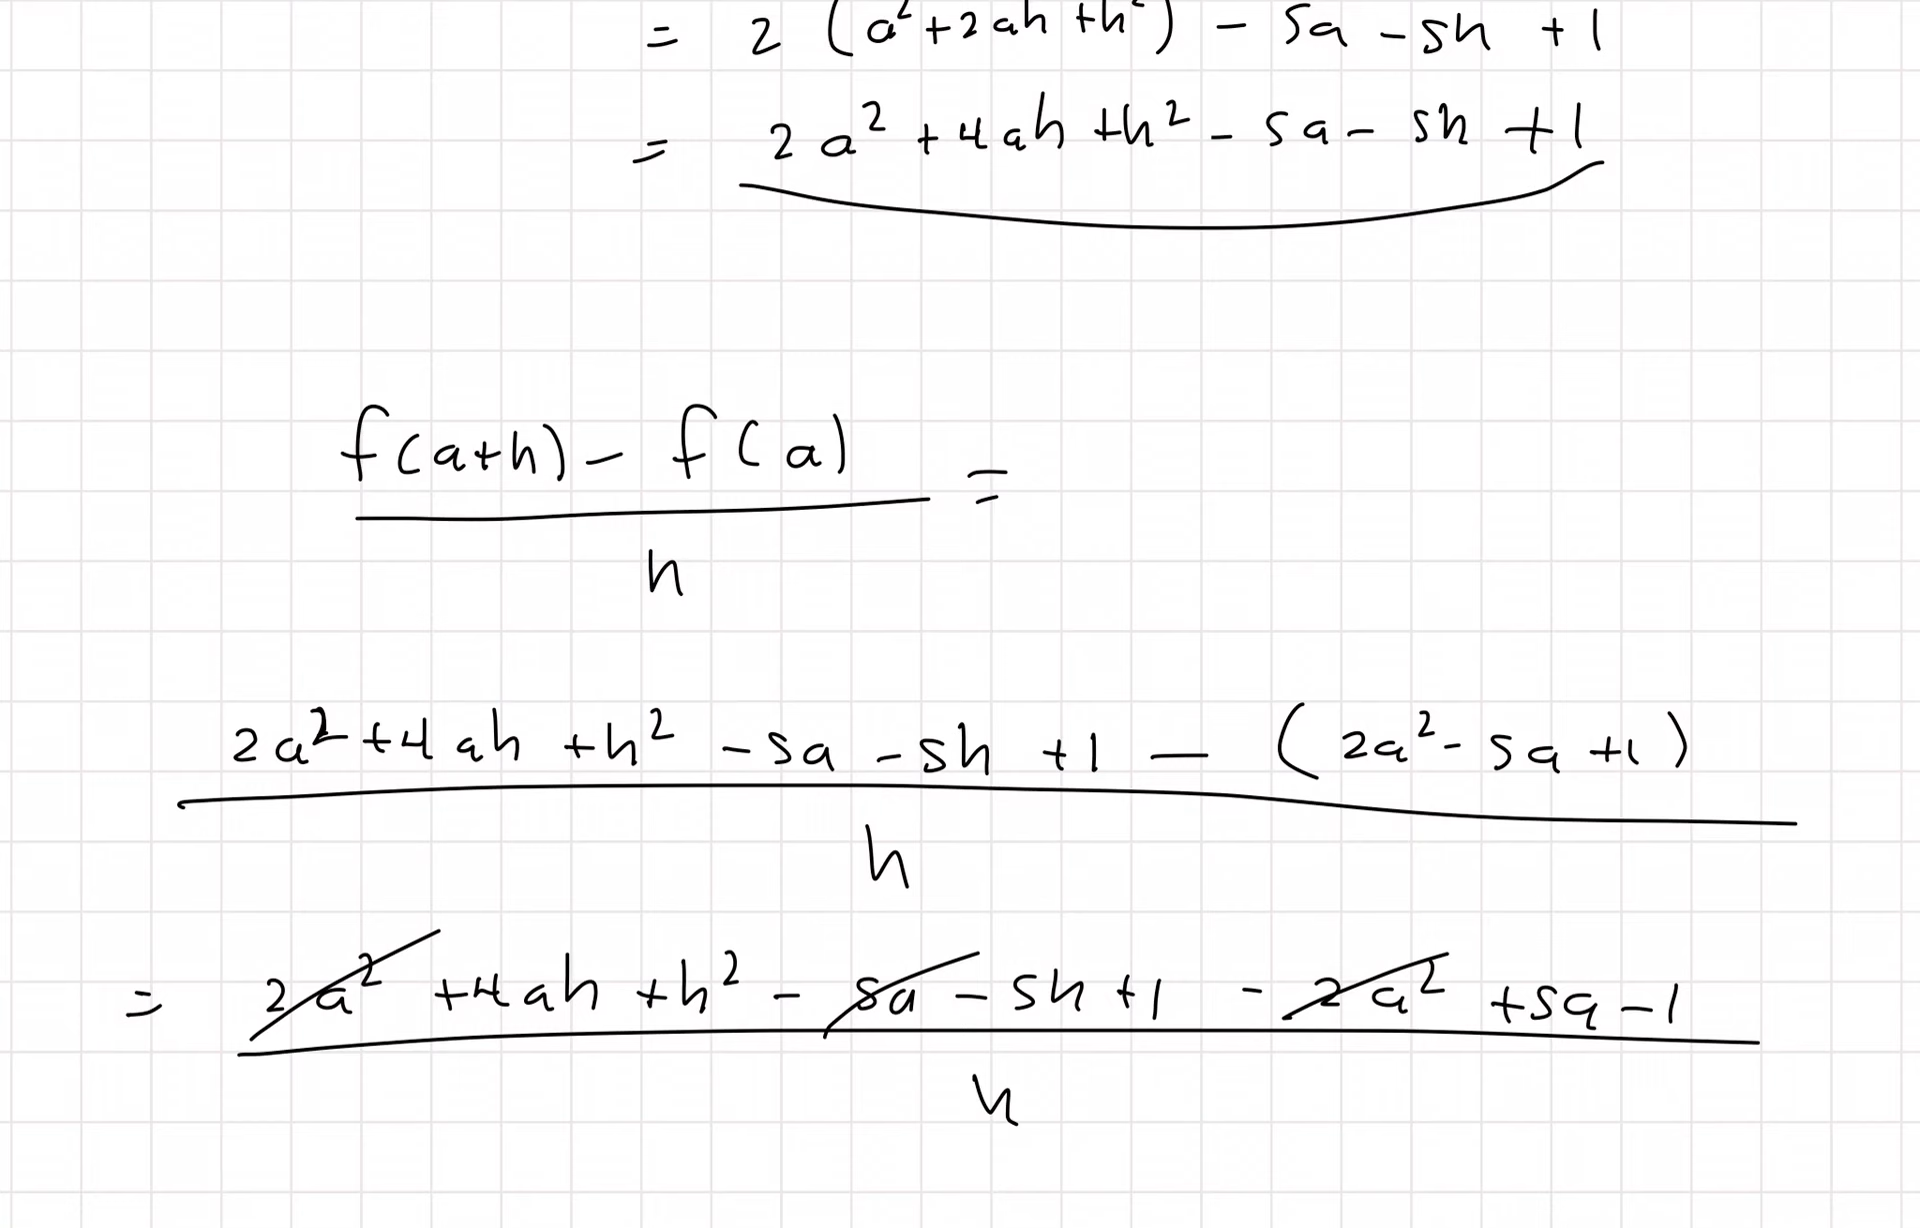 = 2 (a²+2ah+h²) - 5a - 5h + 1
= 2a² + 4ah + h² - 5a - 5h + 1
f(a+h) - f(a) =
h
2a² + 4ah + h² - 5a - 5h + 1 - (2a² - 5a + 1)
h
= 2a² + 4ah + h² - 5a - 5h + 1 - 2a² + 5a - 1
h